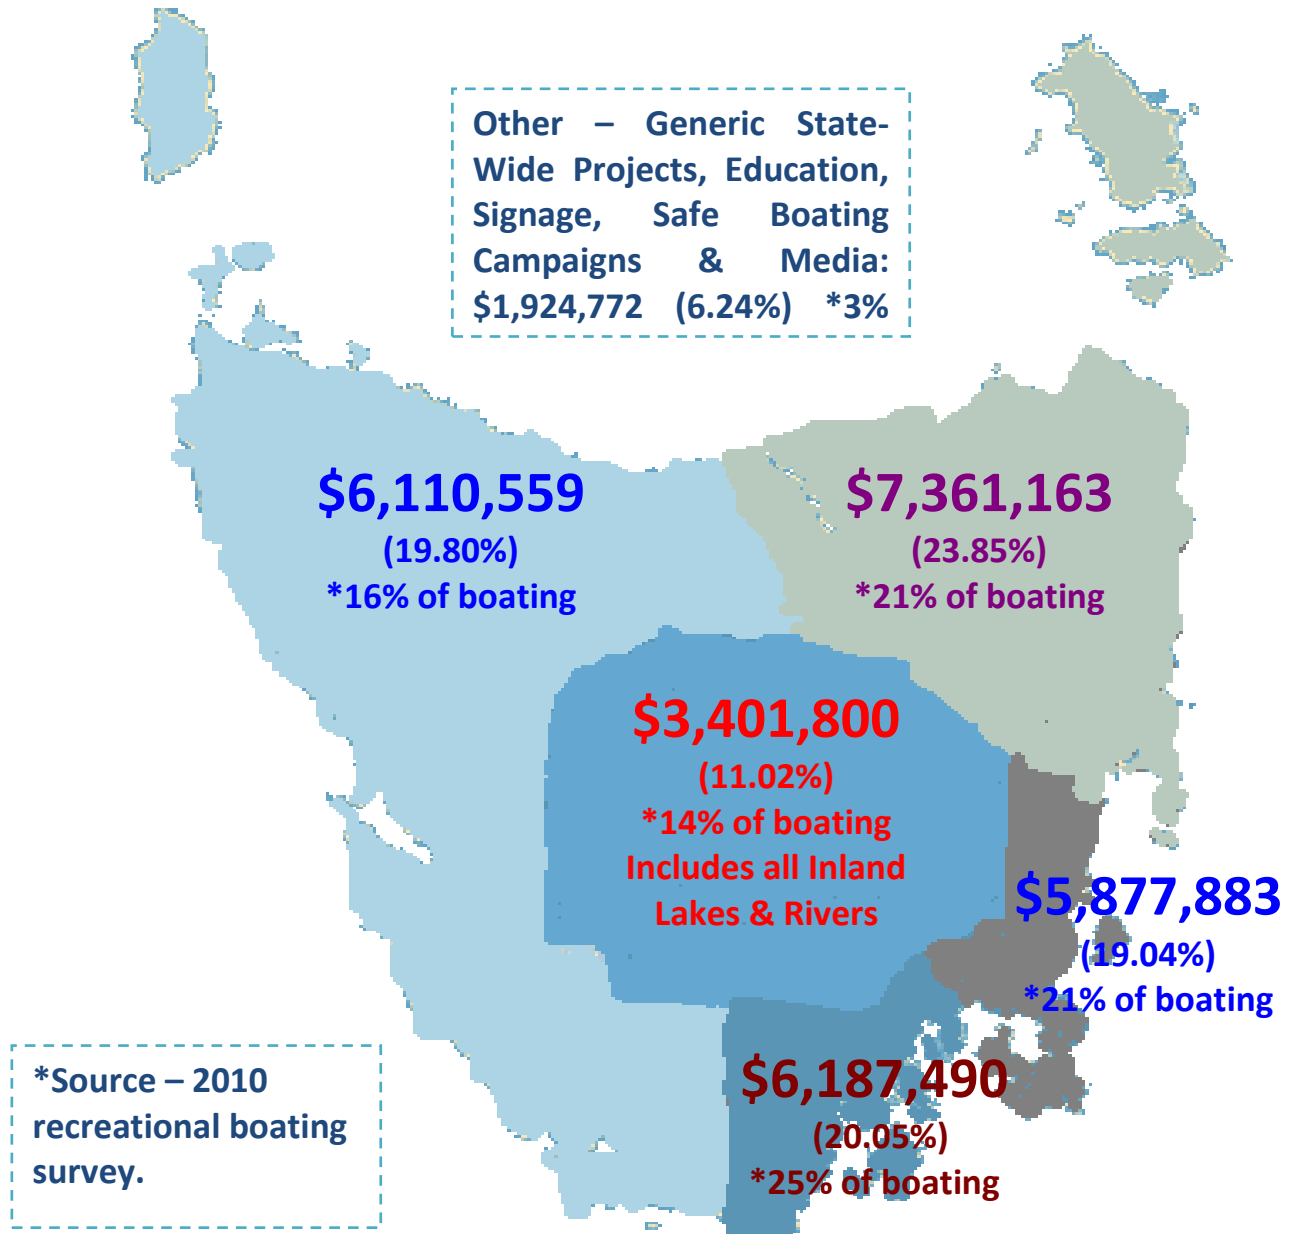 Other – Generic State-
Wide Projects, Education,
Signage, Safe Boating
Campaigns & Media:
$1,924,772 (6.24%) *3%
$6,110,559
(19.80%)
*16% of boating
$7,361,163
(23.85%)
*21% of boating
$3,401,800
(11.02%)
*14% of boating
Includes all Inland
Lakes & Rivers
$5,877,883
(19.04%)
*21% of boating
$6,187,490
(20.05%)
*25% of boating
*Source – 2010
recreational boating
survey.